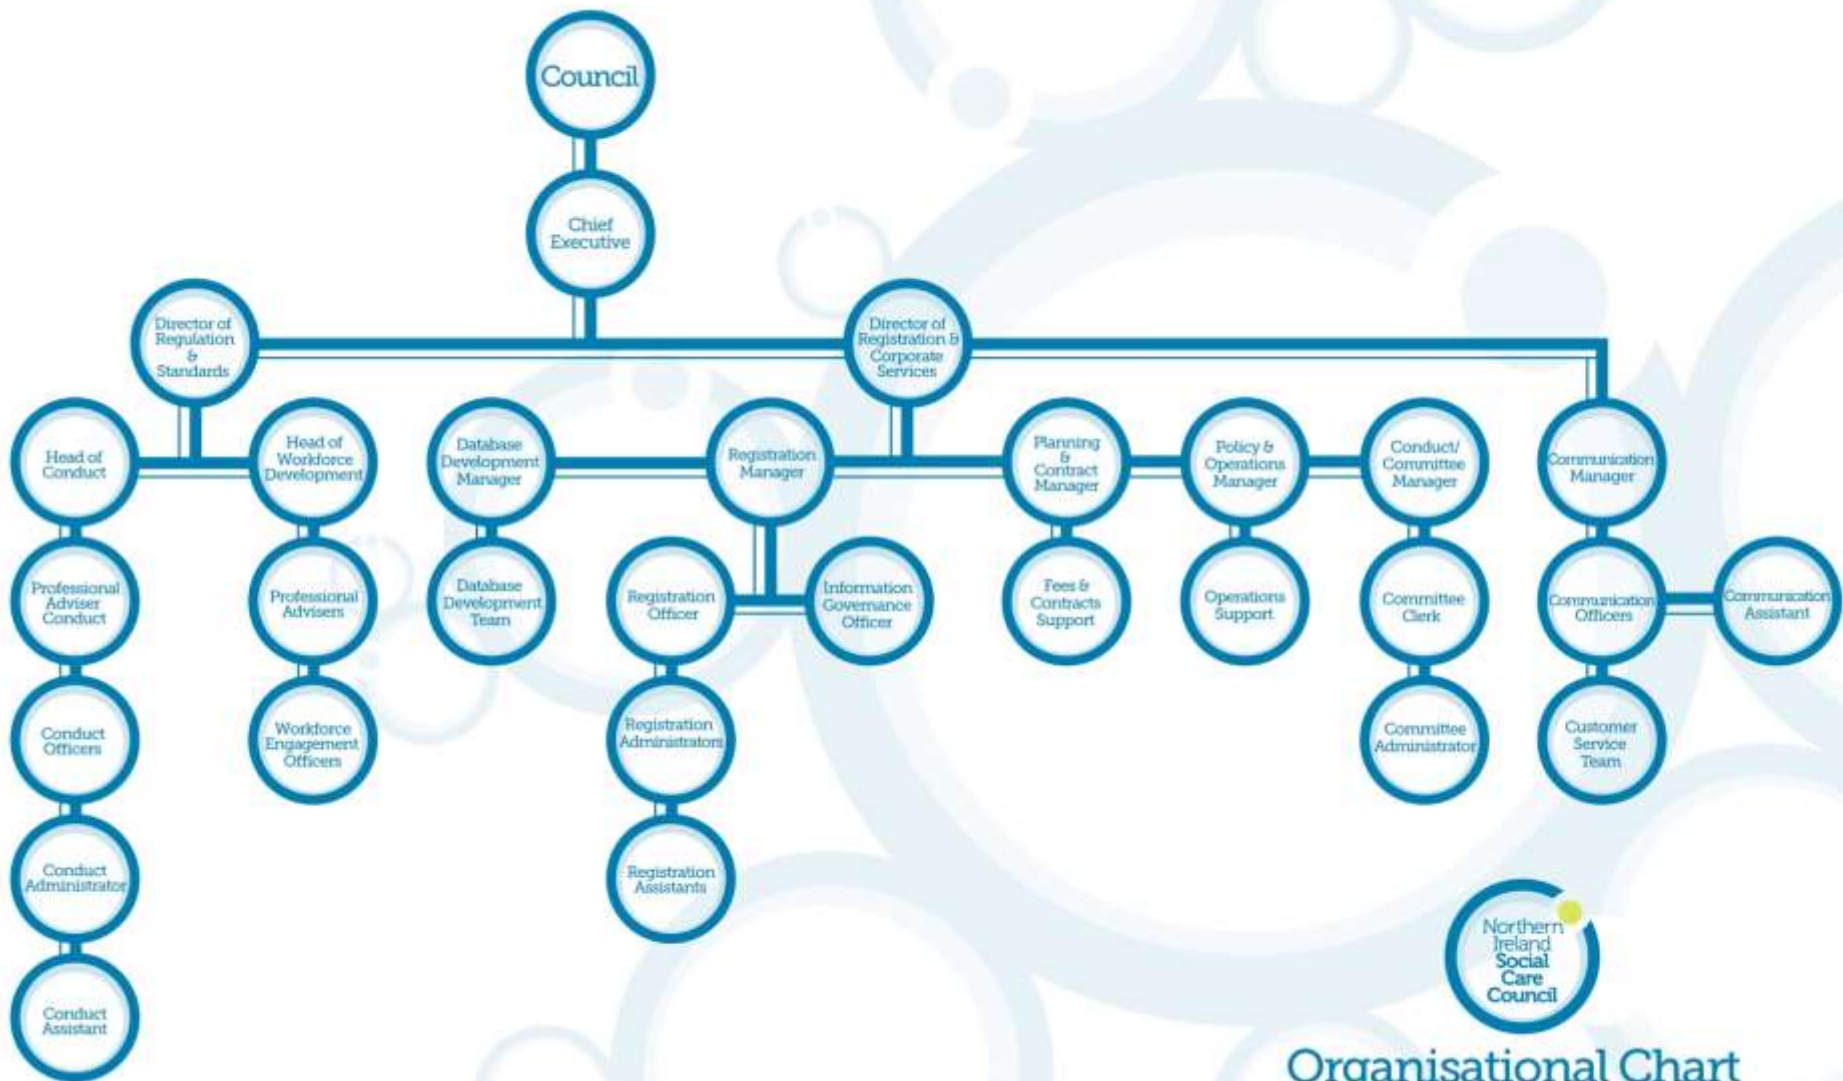 Council
Chief
Executive
Director of
Regulation
&
Standards
Director of
Registration &
Corporate
Services
Head of
Conduct
Head of
Workforce
Development
Database
Development
Manager
Registration
Manager
Planning
&
Contract
Manager
Policy &
Operations
Manager
Conduct/
Committee
Manager
Communication
Manager
Professional
Adviser
Conduct
Professional
Advisers
Database
Development
Team
Registration
Officer
Information
Governance
Officer
Fees &
Contracts
Support
Operations
Support
Committee
Clerk
Communication
Officers
Communication
Assistant
Conduct
Officers
Workforce
Engagement
Officers
Registration
Administrators
Committee
Administrator
Customer
Service
Team
Conduct
Administrator
Registration
Assistants
Conduct
Assistant
Northern
Ireland
Social
Care
Council
Organisational Chart